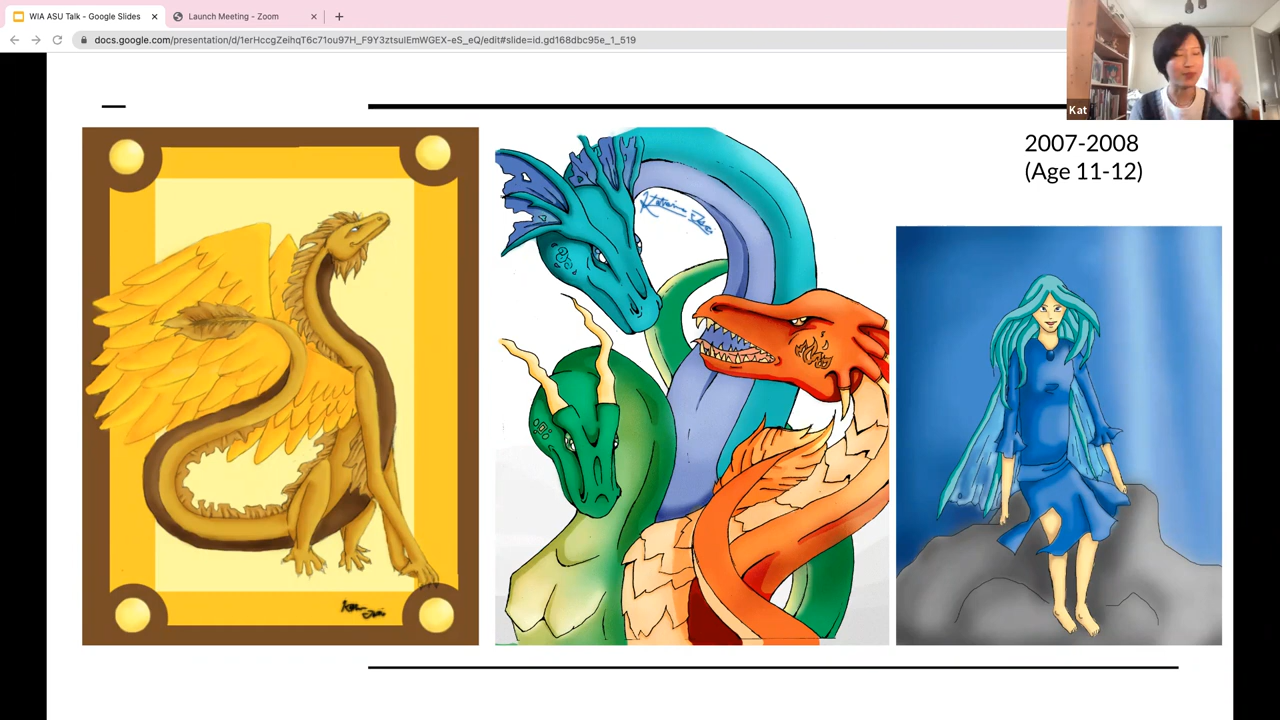 WIA ASU Talk - Google Slides
Launch Meeting - Zoom
docs.google.com/presentation/d/1erHccgZeihqT6c71ou97H_F9Y3ztsuIEmWGEX-eS_eQ/edit#slide=id.gd168dbc95e_1_519
Kat
2007-2008
(Age 11-12)